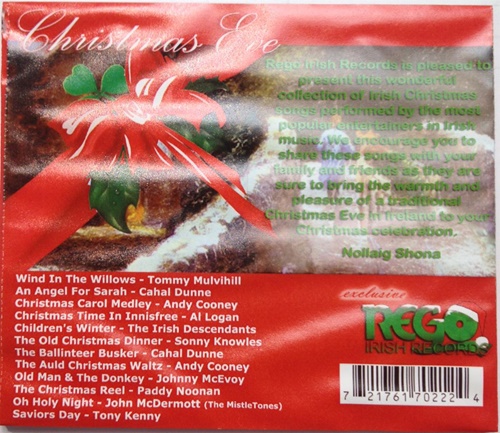 Christmas Eve
Rego Irish Records is pleased to
present this wonderful
collection of Irish Christmas
songs performed by the most
popular entertainers in Irish
music. We encourage you to
share these songs with your
family and friends as they are
sure to bring the warmth and
pleasure of a traditional
Christmas Eve in Ireland to your
Christmas celebration.
Nollaig Shona
Wind In The Willows - Tommy Mulvihill
An Angel For Sarah - Cahal Dunne
Christmas Carol Medley - Andy Cooney
Christmas Time In Innisfree - Al Logan
Children's Winter - The Irish Descendants
The Old Christmas Dinner - Sonny Knowles
The Ballinteer Busker - Cahal Dunne
The Auld Christmas Waltz - Andy Cooney
Old Man & The Donkey - Johnny McEvoy
The Christmas Reel - Paddy Noonan
Oh Holy Night - John McDermott (The MistleTones)
Saviors Day - Tony Kenny
exclusive
REGO
IRISH RECORDS
7 21761 70222 4